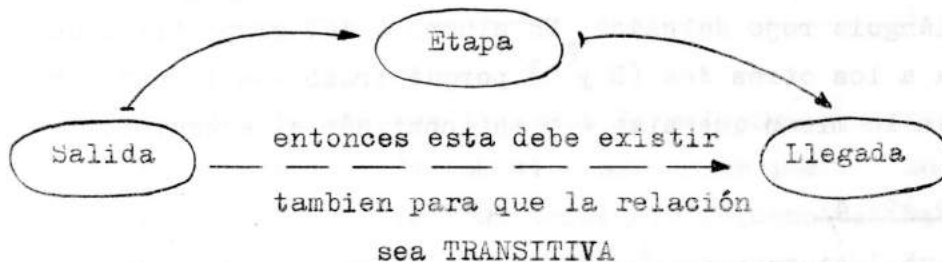 Etapa
Salida
entonces esta debe existir
Llegada
tambien para que la relación
sea TRANSITIVA